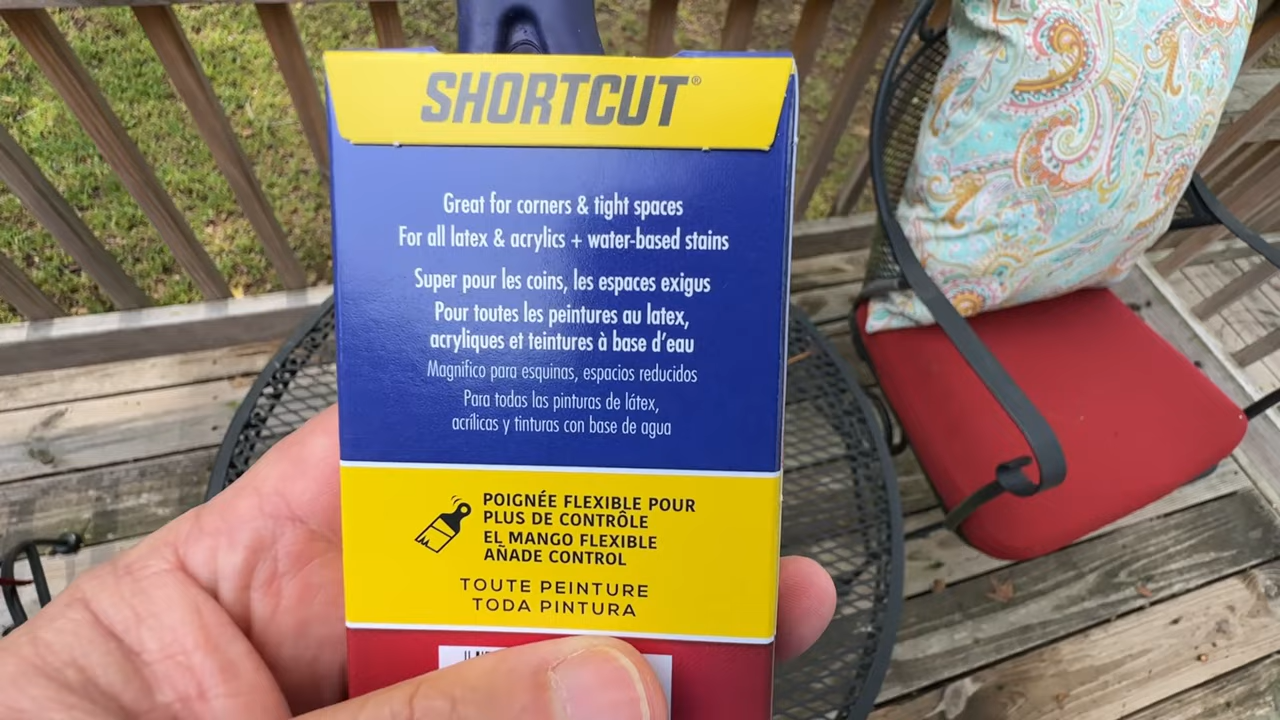 SHORTCUT®
Great for corners & tight spaces
For all latex & acrylics + water-based stains
Super pour les coins, les espaces exigus
Pour toutes les peintures au latex,
acryliques et teintures à base d'eau
Magnifico para esquinas, espacios reducidos
Para todas las pinturas de látex,
acrílicas y tinturas con base de agua
POIGNÉE FLEXIBLE POUR
PLUS DE CONTRÔLE
EL MANGO FLEXIBLE
AÑADE CONTROL
TOUTE PEINTURE
TODA PINTURA